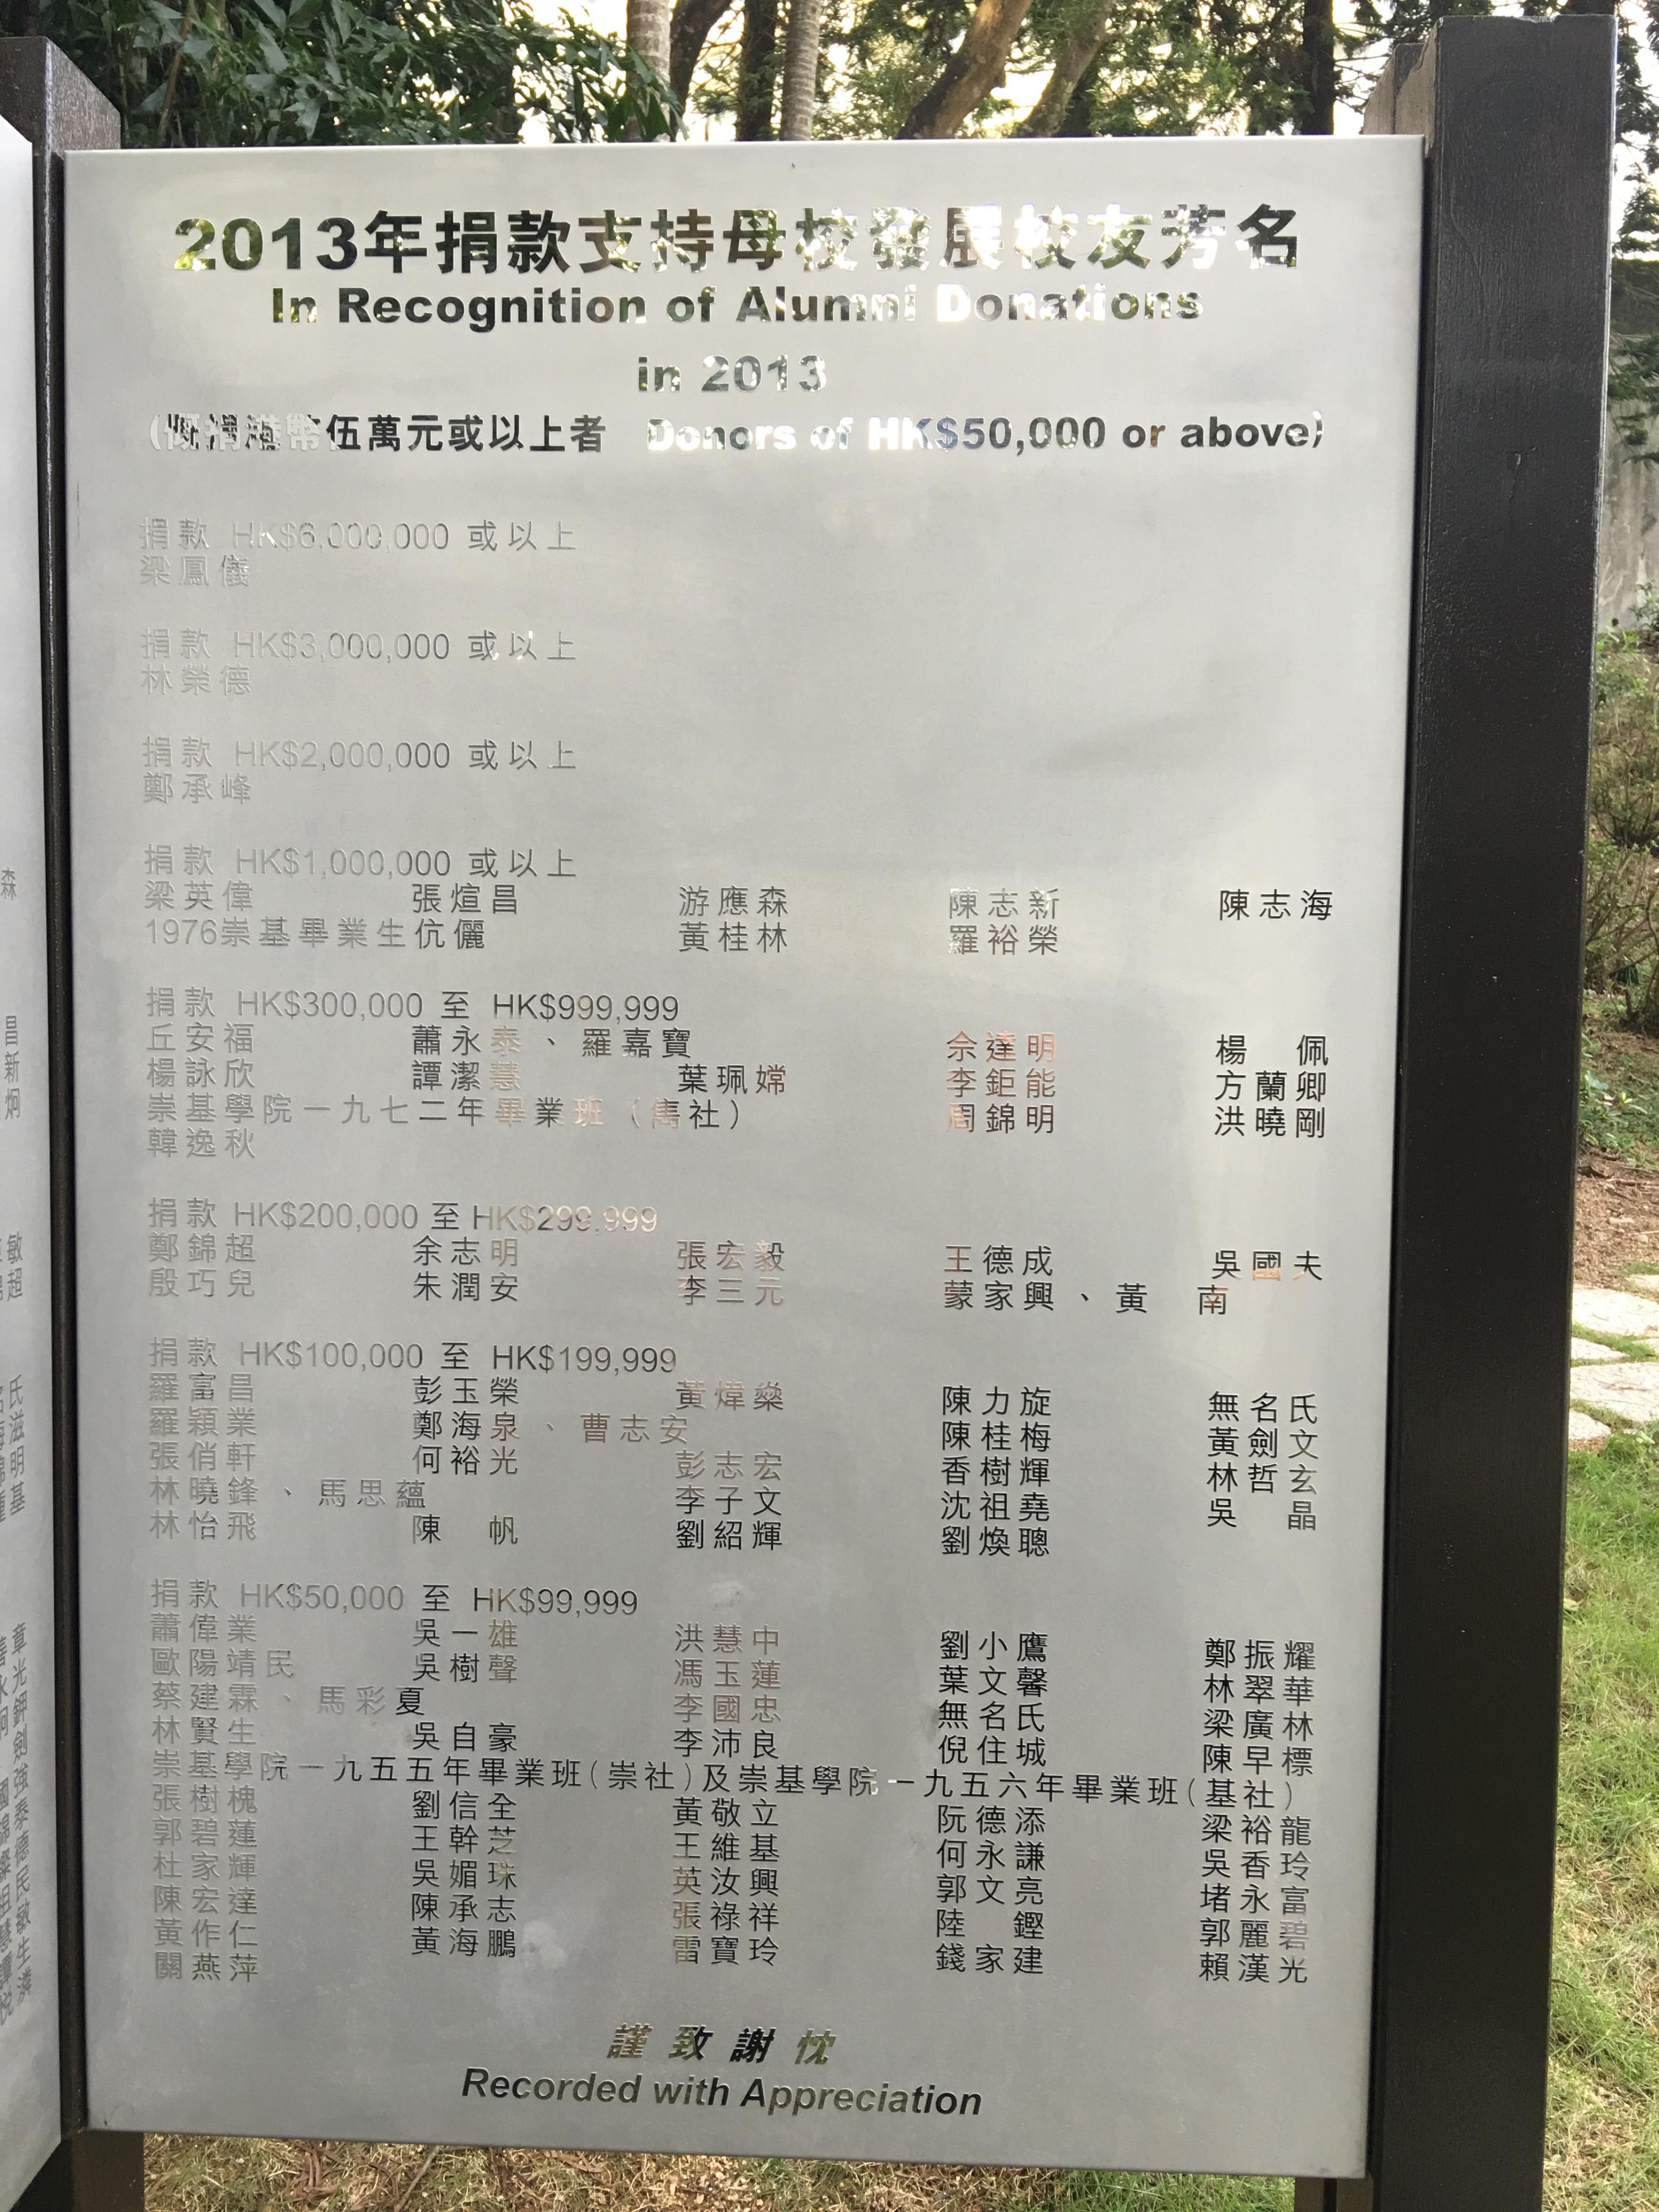 2013年捐款支持母校發展校友芳名
In Recognition of Alumni Donations
in 2013
(慨捐港幣伍萬元或以上者 Donors of HK$50,000 or above)
捐款 HK$6,000,000 或以上
梁鳳儀
捐款 HK$3,000,000 或以上
林榮德
捐款 HK$2,000,000 或以上
鄭承峰
捐款 HK$1,000,000 或以上
梁英偉 張煊昌 游應森 陳志新 陳志海
1976崇基畢業生伉儷 黃桂林 羅裕榮
捐款 HK$300,000 至 HK$999,999
丘安福 蕭永泰、羅嘉寶 佘達明 楊佩
楊詠欣 譚潔慧 葉珮嫦 李鉅能 方蘭卿
崇基學院一九七二年畢業班（雋社） 周錦明 洪曉剛
韓逸秋
捐款 HK$200,000 至 HK$299,999
鄭錦超 余志明 張宏毅 王德成 吳國夫
殷巧兒 朱潤安 李三元 蒙家興、黃南
捐款 HK$100,000 至 HK$199,999
羅富昌 彭玉榮 黃煒燊 陳力旋 無名氏
羅穎業 鄭海泉、曹志安 陳桂梅 黃劍文
張俏軒 何裕光 彭志宏 香樹輝 林哲玄
林曉鋒、馬思蘊 李子文 沈祖堯 吳晶
林怡飛 陳帆 劉紹輝 劉煥聰
捐款 HK$50,000 至 HK$99,999
蕭偉業 吳一雄 洪慧中 劉小鷹 鄭振耀
歐陽靖民 吳樹聲 馮玉蓮 葉文馨 林翠華
蔡建霖、馬彩夏 李國忠 無名氏 梁廣林
林賢生 吳自豪 李沛良 倪住城 陳早標
崇基學院一九五五年畢業班(崇社)及崇基學院一九五六年畢業班(基社)
張樹槐 劉信全 黃敬立 阮德添 梁裕龍
郭碧蓮 王幹芝 王維基 何永謙 吳香玲
杜家輝 吳媚珠 英汝興 郭文亮 堵永富
陳宏達 陳承志 張祿祥 陸鏗 郭麗碧
黃作仁 黃海鵬 雷寶玲 錢家建 賴漢光
關燕萍
謹致謝忱
Recorded with Appreciation